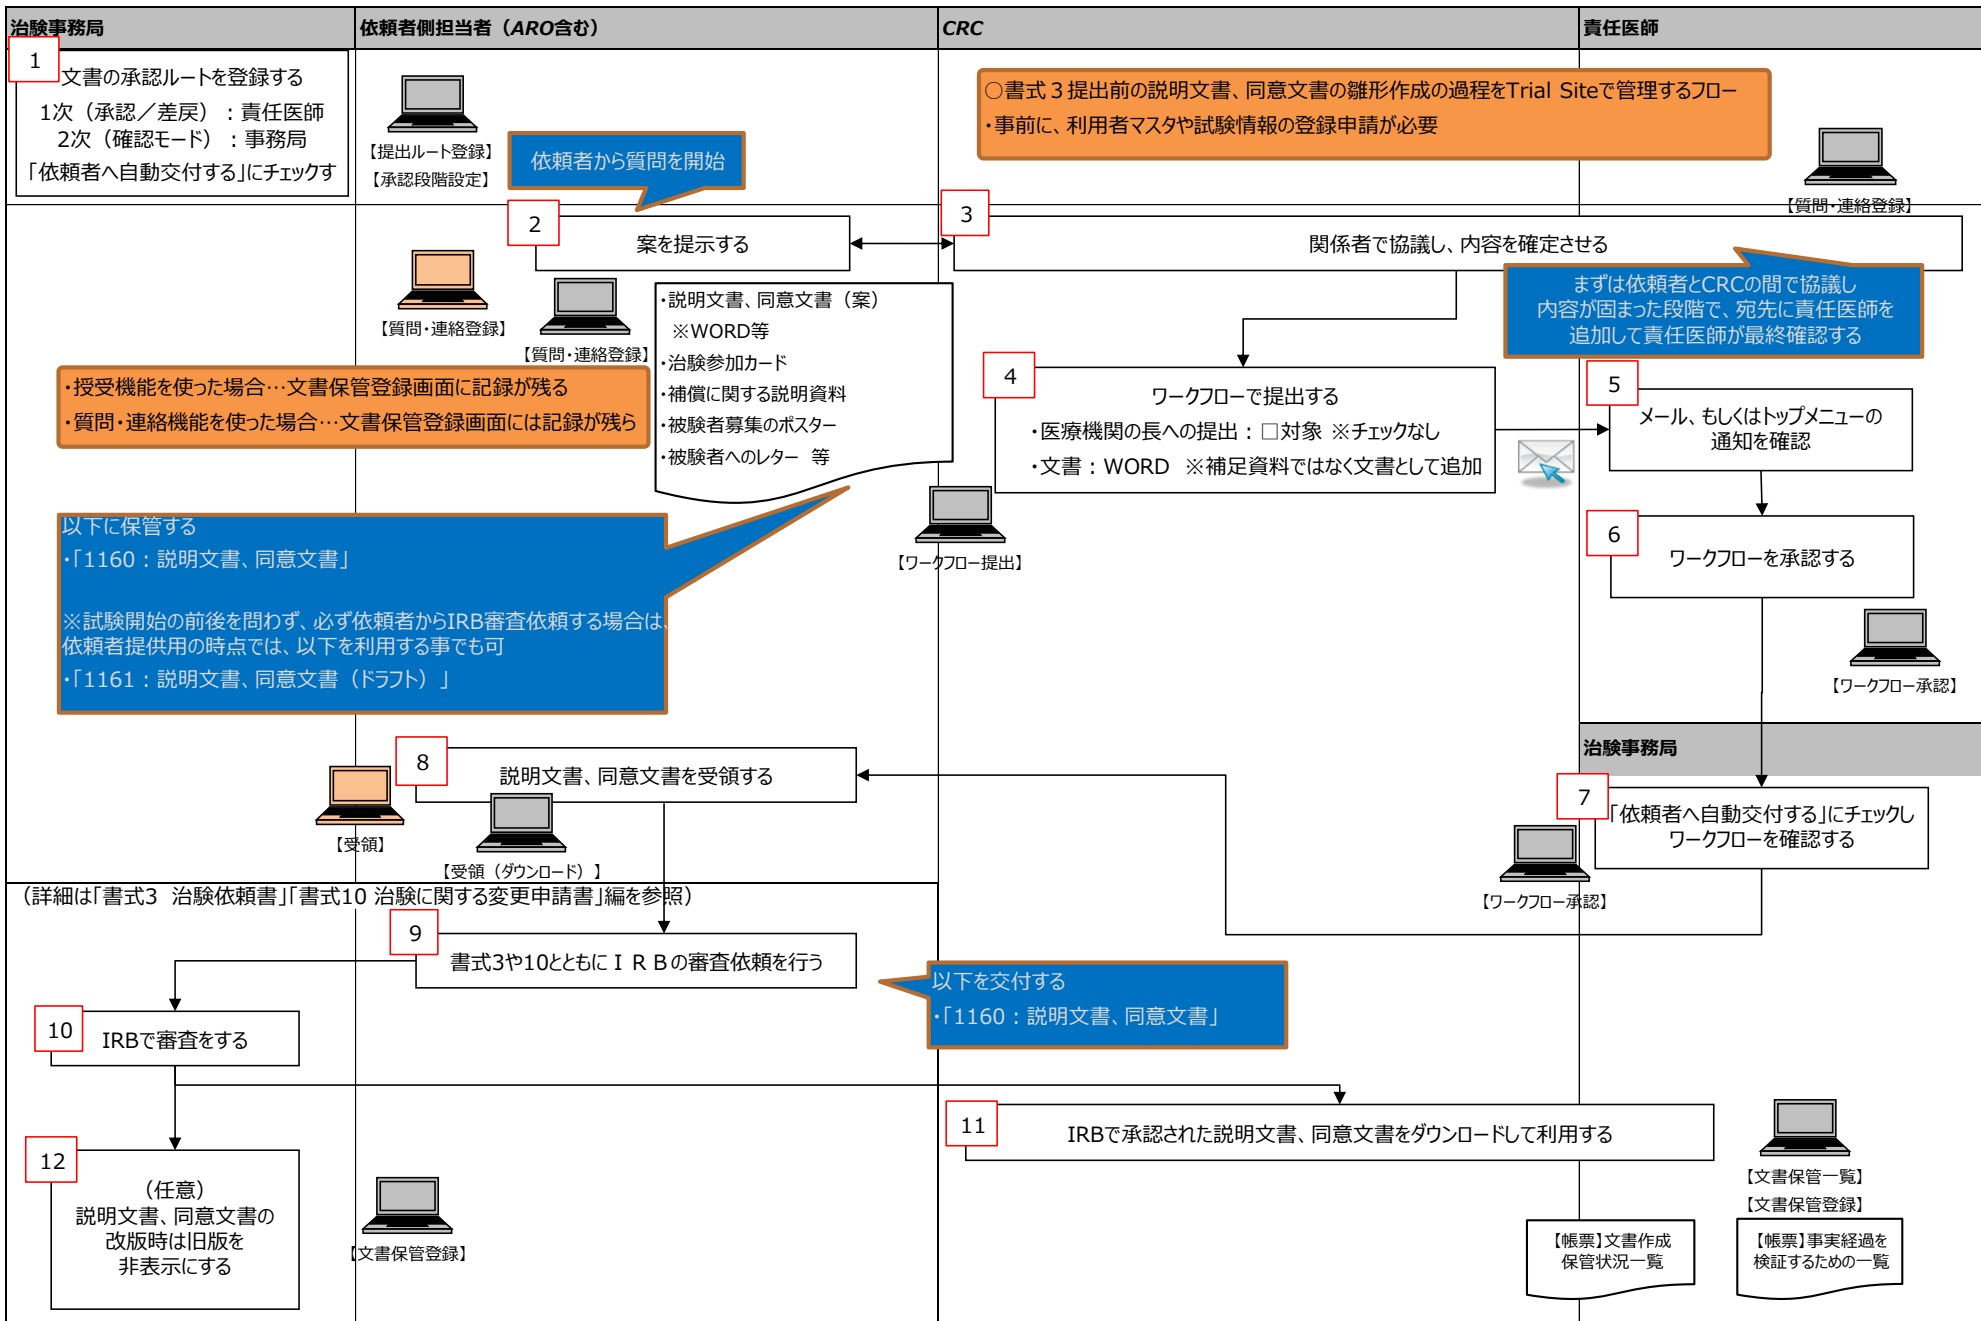 治験事務局
依頼者側担当者（ARO含む）
CRC
責任医師
1
文書の承認ルートを登録する
1次（承認／差戻）：責任医師
2次（確認モード）：事務局
「依頼者へ自動交付する」にチェックす
【提出ルート登録】
【承認段階設定】
依頼者から質問を開始
○書式３提出前の説明文書、同意文書の雛形作成の過程をTrial Siteで管理するフロー
・事前に、利用者マスタや試験情報の登録申請が必要
【質問・連絡登録】
2
案を提示する
3
関係者で協議し、内容を確定させる
まずは依頼者とCRCの間で協議し
内容が固まった段階で、宛先に責任医師を
追加して責任医師が最終確認する
【質問・連絡登録】
【質問・連絡登録】
・説明文書、同意文書（案）
※WORD等
・治験参加カード
・補償に関する説明資料
・被験者募集のポスター
・被験者へのレター 等
・授受機能を使った場合…文書保管登録画面に記録が残る
・質問・連絡機能を使った場合…文書保管登録画面には記録が残ら
4
ワークフローで提出する
・医療機関の長への提出：□対象 ※チェックなし
・文書：WORD ※補足資料ではなく文書として追加
【ワークフロー提出】
5
メール、もしくはトップメニューの
通知を確認
6
ワークフローを承認する
【ワークフロー承認】
以下に保管する
・「1160：説明文書、同意文書」
※試験開始の前後を問わず、必ず依頼者からIRB審査依頼する場合は、
依頼者提供用の時点では、以下を利用する事でも可
・「1161：説明文書、同意文書（ドラフト）」
治験事務局
7
「依頼者へ自動交付する」にチェックし
ワークフローを確認する
【ワークフロー承認】
8
説明文書、同意文書を受領する
【受領】
【受領（ダウンロード）】
（詳細は「書式3 治験依頼書」「書式10 治験に関する変更申請書」編を参照）
9
書式3や10とともにＩＲＢの審査依頼を行う
以下を交付する
・「1160：説明文書、同意文書」
10
IRBで審査をする
11
IRBで承認された説明文書、同意文書をダウンロードして利用する
【文書保管一覧】
【文書保管登録】
12
（任意）
説明文書、同意文書の
改版時は旧版を
非表示にする
【文書保管登録】
【帳票】文書作成
保管状況一覧
【帳票】事実経過を
検証するための一覧